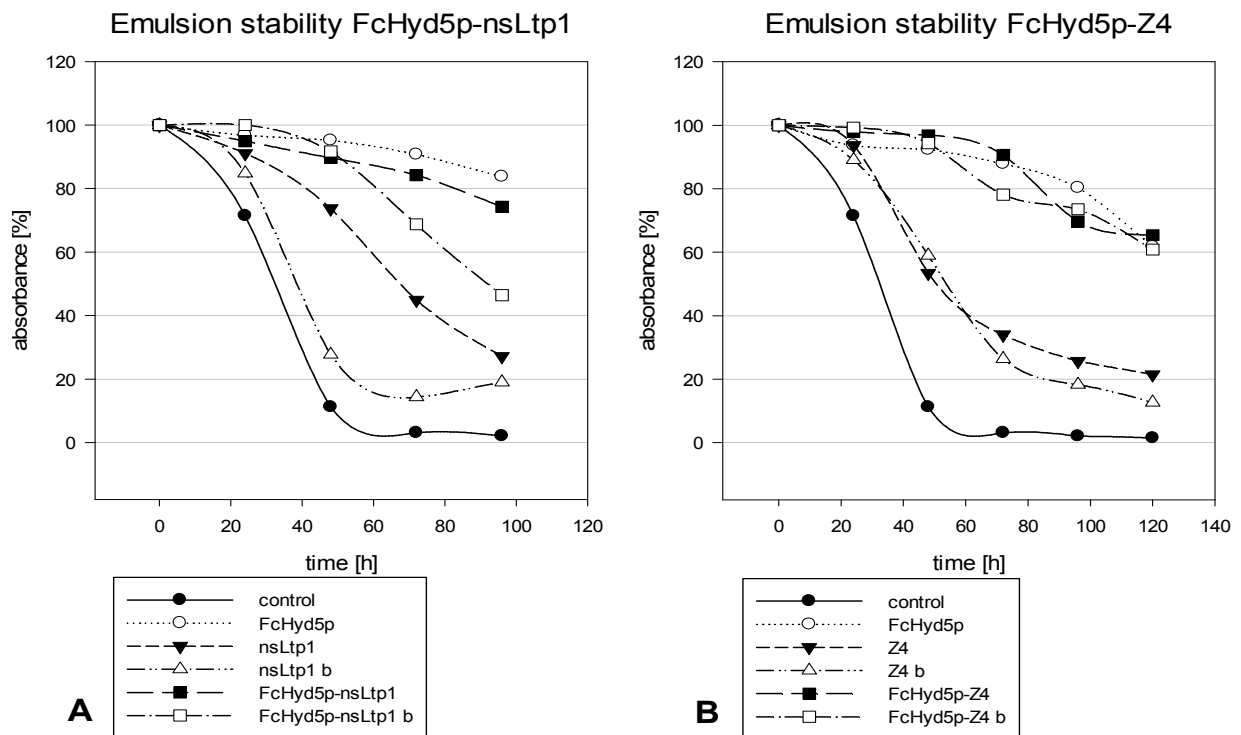 Emulsion stability FcHyd5p-nsLtp1
120
100
80
60
40
20
0
absorbance [%]
0 20 40 60 80 100 120
time [h]
control
FcHyd5p
nsLtp1
nsLtp1 b
FcHyd5p-nsLtp1
FcHyd5p-nsLtp1 b
A
Emulsion stability FcHyd5p-Z4
120
100
80
60
40
20
0
absorbance [%]
0 20 40 60 80 100 120 140
time [h]
control
FcHyd5p
Z4
Z4 b
FcHyd5p-Z4
FcHyd5p-Z4 b
B